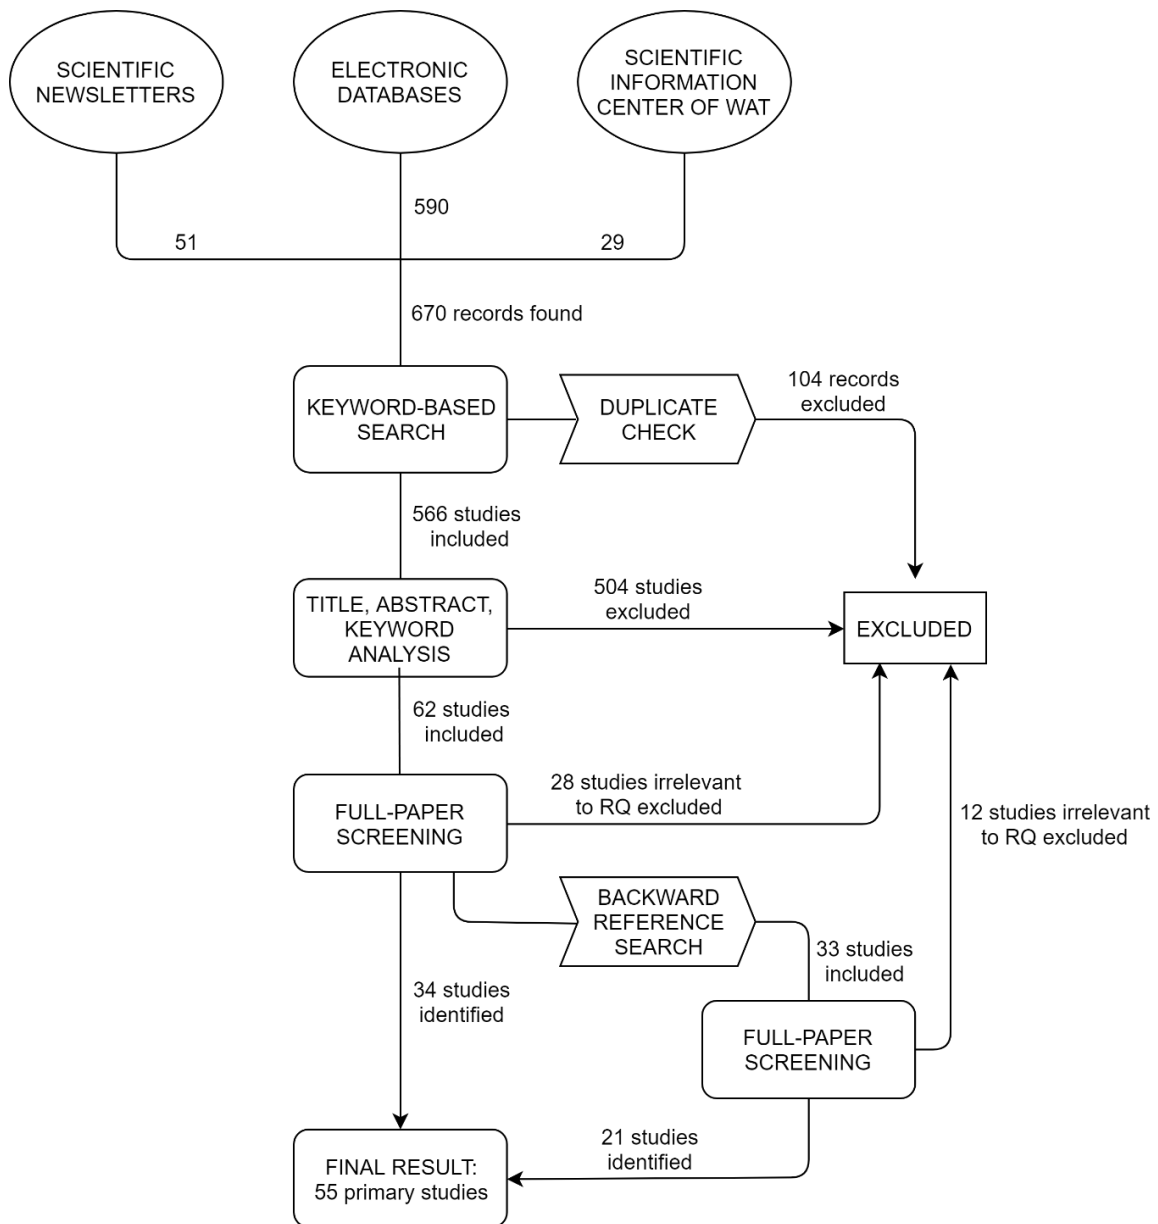 SCIENTIFIC
NEWSLETTERS
ELECTRONIC
DATABASES
SCIENTIFIC
INFORMATION
CENTER OF WAT
590
51
29
670 records found
KEYWORD-BASED
SEARCH
DUPLICATE
CHECK
104 records
excluded
566 studies
included
TITLE, ABSTRACT,
KEYWORD
ANALYSIS
504 studies
excluded
EXCLUDED
62 studies
included
FULL-PAPER
SCREENING
28 studies irrelevant
to RQ excluded
12 studies irrelevant
to RQ excluded
BACKWARD
REFERENCE
SEARCH
33 studies
included
34 studies
identified
FULL-PAPER
SCREENING
21 studies
identified
FINAL RESULT:
55 primary studies